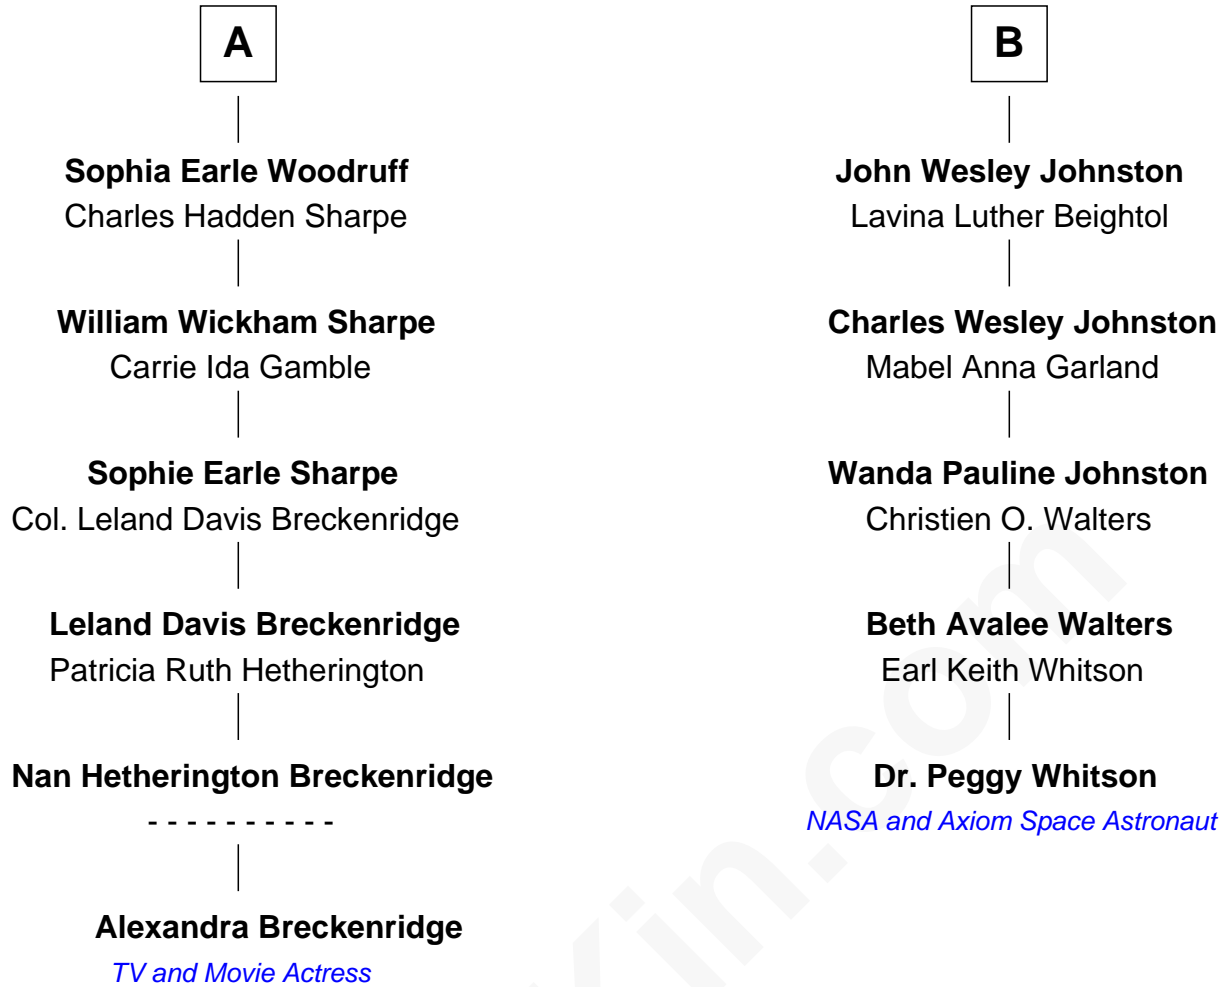 A
Sophia Earle Woodruff
Charles Hadden Sharpe
William Wickham Sharpe
Carrie Ida Gamble
Sophie Earle Sharpe
Col. Leland Davis Breckenridge
Leland Davis Breckenridge
Patricia Ruth Hetherington
Nan Hetherington Breckenridge
- - - - - - - - - -
Alexandra Breckenridge
TV and Movie Actress
B
John Wesley Johnston
Lavina Luther Beightol
Charles Wesley Johnston
Mabel Anna Garland
Wanda Pauline Johnston
Christien O. Walters
Beth Avalee Walters
Earl Keith Whitson
Dr. Peggy Whitson
NASA and Axiom Space Astronaut
Kin.com